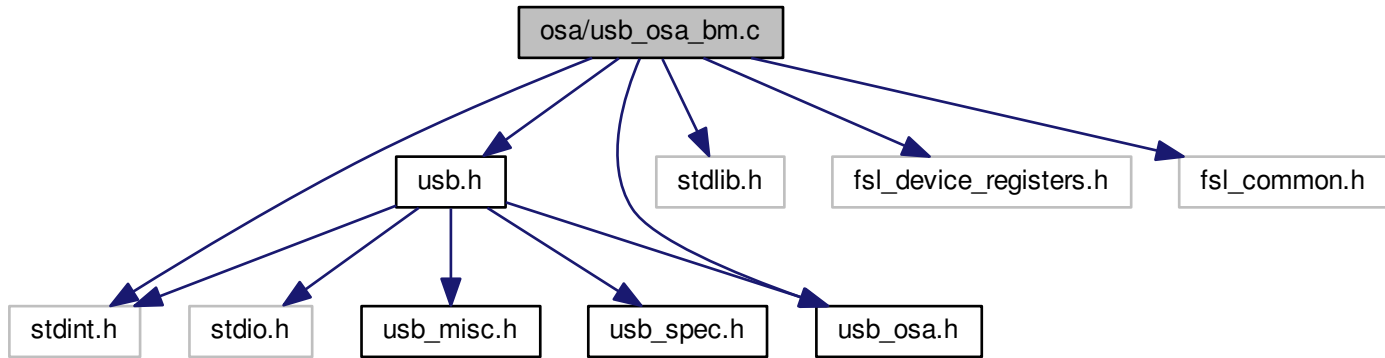 osa/usb_osa_bm.c
usb.h
stdlib.h
fsl_device_registers.h
fsl_common.h
stdint.h
stdio.h
usb_misc.h
usb_spec.h
usb_osa.h